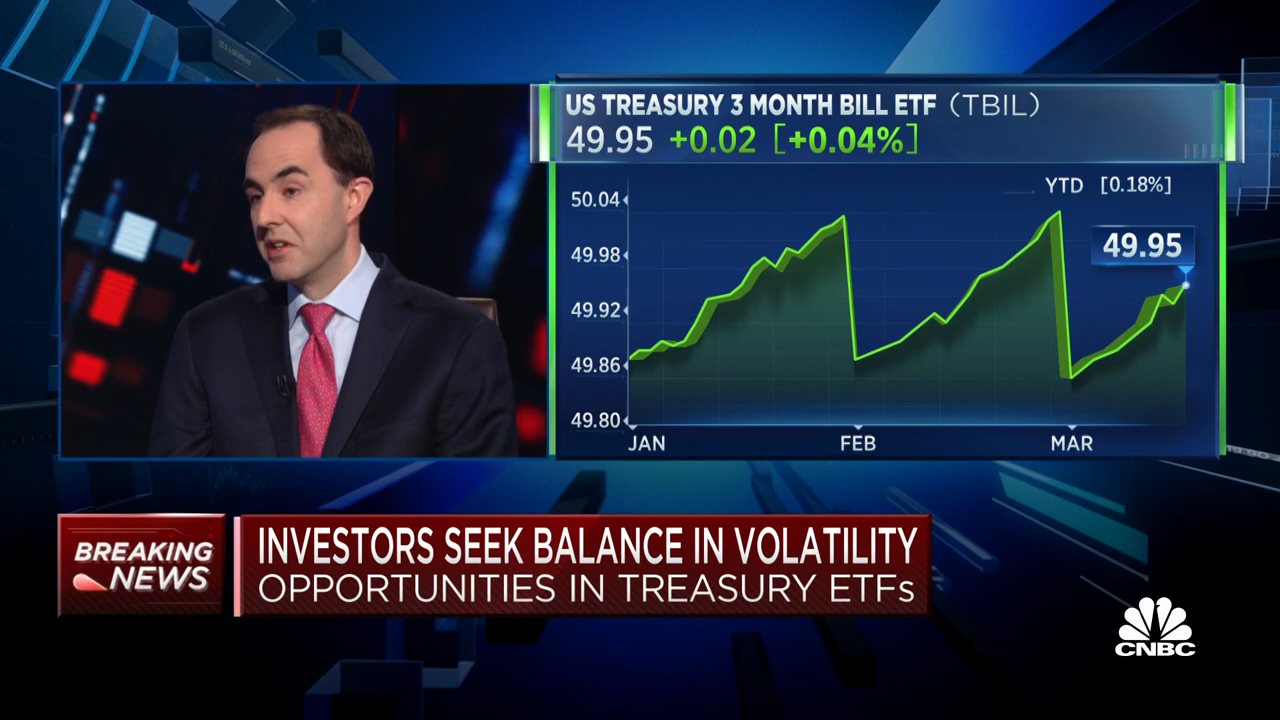 US TREASURY 3 MONTH BILL ETF (TBIL)
49.95 +0.02 [+0.04%]
YTD [0.18%]
50.04
49.98
49.92
49.86
49.80
49.95
JAN FEB MAR
BREAKING
NEWS
INVESTORS SEEK BALANCE IN VOLATILITY
OPPORTUNITIES IN TREASURY ETFs
CNBC